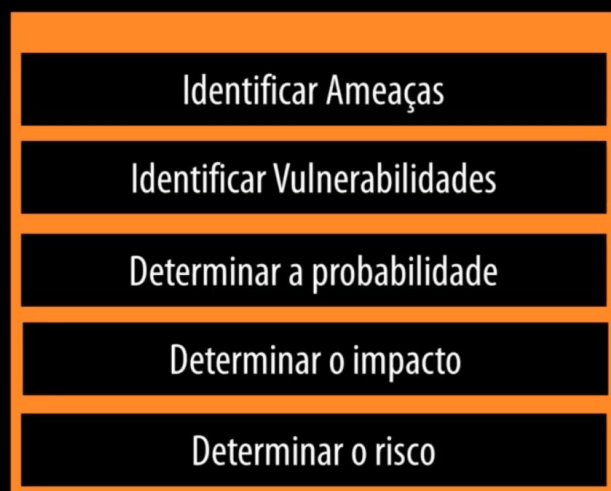 Identificar Ameaças
Identificar Vulnerabilidades
Determinar a probabilidade
Determinar o impacto
Determinar o risco